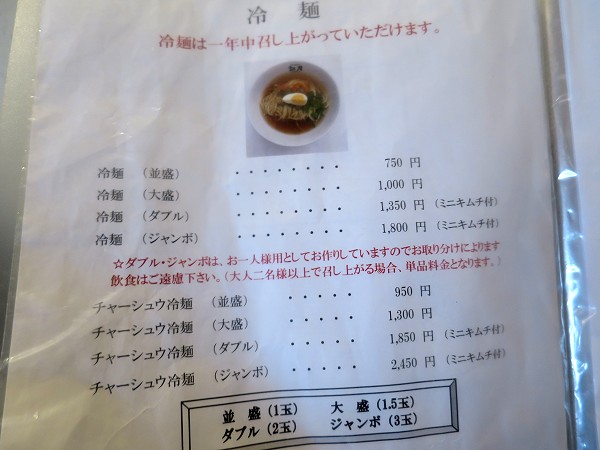 冷麺
冷麺は一年中召し上がっていただけます。
冷麺 (並盛) ・・・・・・・・ 750 円
冷麺 (大盛) ・・・・・・・・ 1,000 円
冷麺 (ダブル) ・・・・・・・・ 1,350 円 (ミニキムチ付)
冷麺 (ジャンボ) ・・・・・・・・ 1,800 円 (ミニキムチ付)
☆ダブル・ジャンボは、お一人様用としてお作りしていますのでお取り分けによります
飲食はご遠慮下さい。(大人二名様以上で召し上がる場合、単品料金となります。)
チャーシュウ冷麺 (並盛) ・・・・・ 950 円
チャーシュウ冷麺 (大盛) ・・・・・ 1,300 円
チャーシュウ冷麺 (ダブル) ・・・・・ 1,850 円 (ミニキムチ付)
チャーシュウ冷麺 (ジャンボ) ・・・・・ 2,450 円 (ミニキムチ付)
並盛(1玉) 大盛(1.5玉)
ダブル(2玉) ジャンボ(3玉)